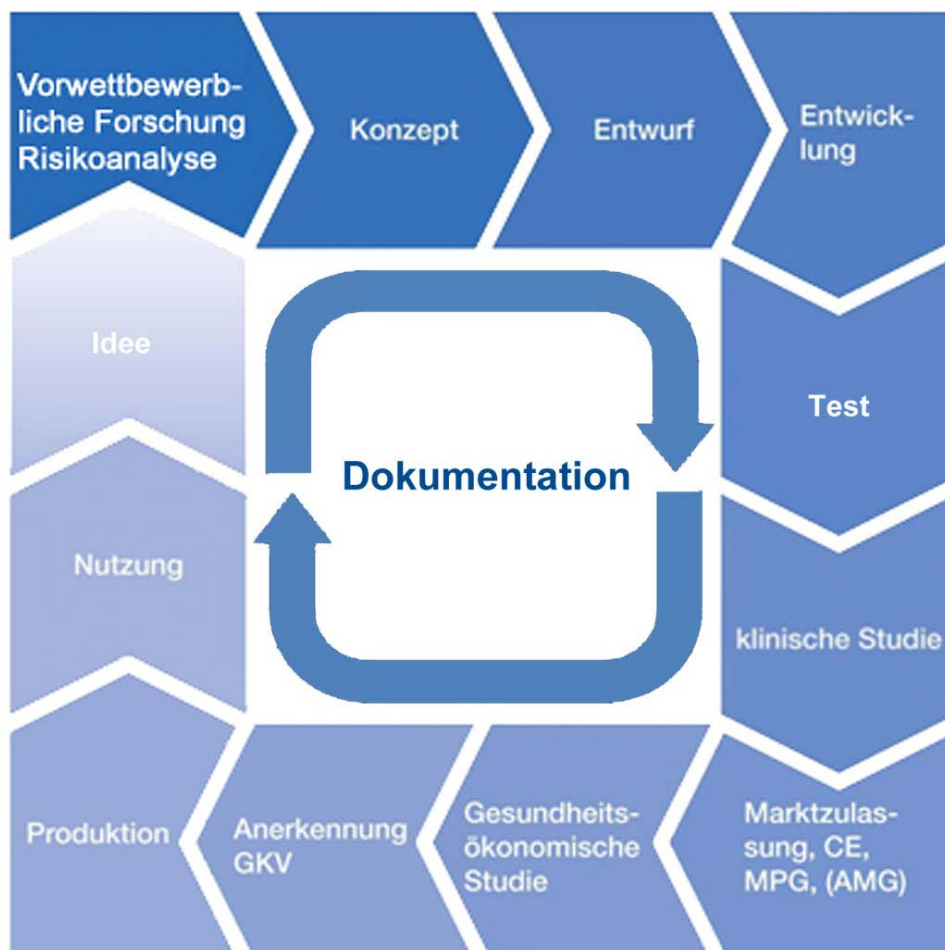 Vorwettbewerb-
liche Forschung
Risikoanalyse
Konzept
Entwurf
Entwick-
lung
Idee
Test
Dokumentation
Nutzung
klinische Studie
Produktion
Anerkennung
GKV
Gesundheits-
ökonomische
Studie
Marktzulas-
sung, CE,
MPG, (AMG)